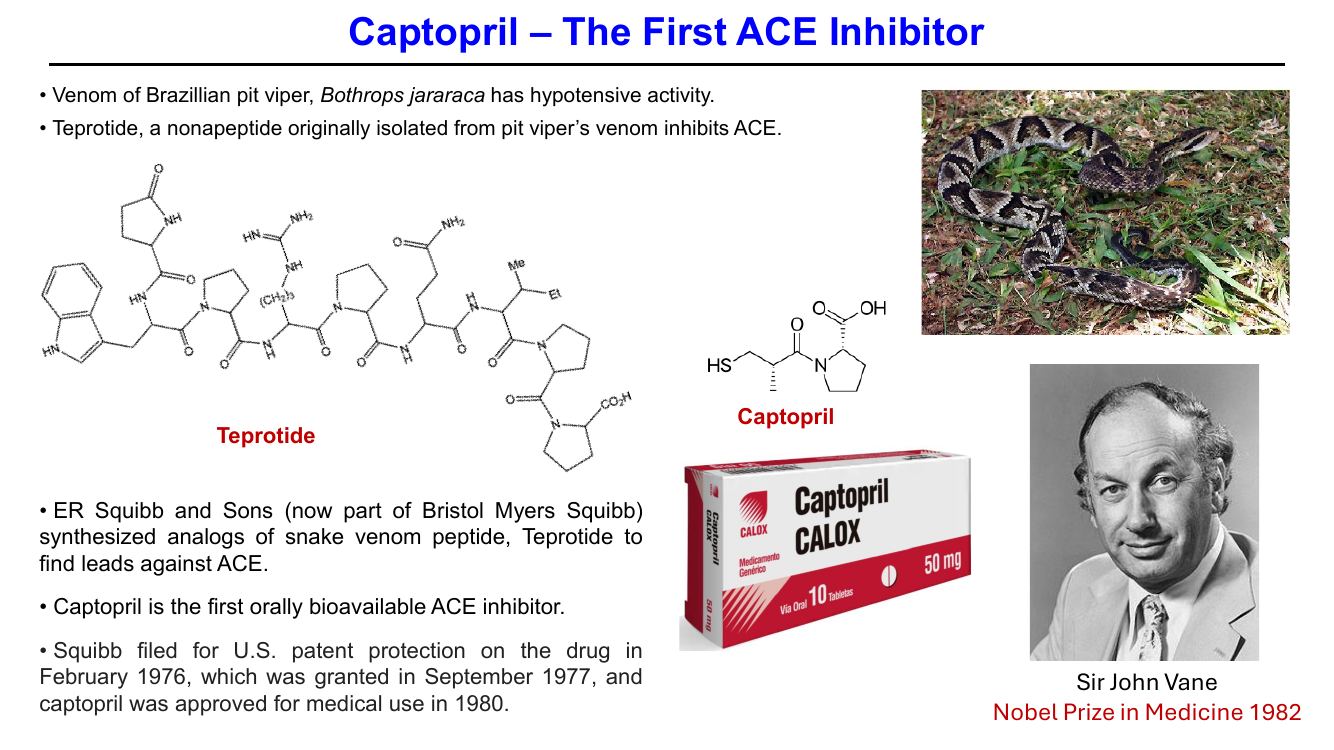 Captopril – The First ACE Inhibitor
• Venom of Brazillian pit viper, Bothrops jararaca has hypotensive activity.
• Teprotide, a nonapeptide originally isolated from pit viper’s venom inhibits ACE.
O
NH
O
HN
HN
O
N
O
HN
NH₂
NH
(CH₂)₃
N
H
O
N
O
O
NH₂
N
H
O
H
N
Me
Et
O
N
O
N
CO₂H
Teprotide
O
OH
O
HS
N
Captopril
Captopril
CALOX
CALOX
Medicamento
Genérico
50 mg
Vía Oral 10 Tabletas
Captopril
CALOX
50 mg
• ER Squibb and Sons (now part of Bristol Myers Squibb)
synthesized analogs of snake venom peptide, Teprotide to
find leads against ACE.
• Captopril is the first orally bioavailable ACE inhibitor.
• Squibb filed for U.S. patent protection on the drug in
February 1976, which was granted in September 1977, and
captopril was approved for medical use in 1980.
Sir John Vane
Nobel Prize in Medicine 1982